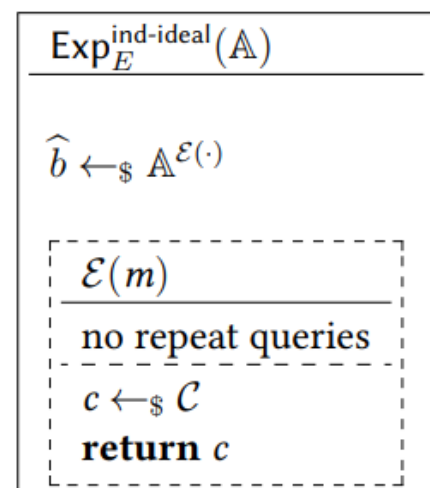 Exp_E^{ind-ideal}(𝔸)
b̂ ←_$ 𝔸^{ℰ(·)}
ℰ(m)
no repeat queries
c ←_$ 𝒞
return c